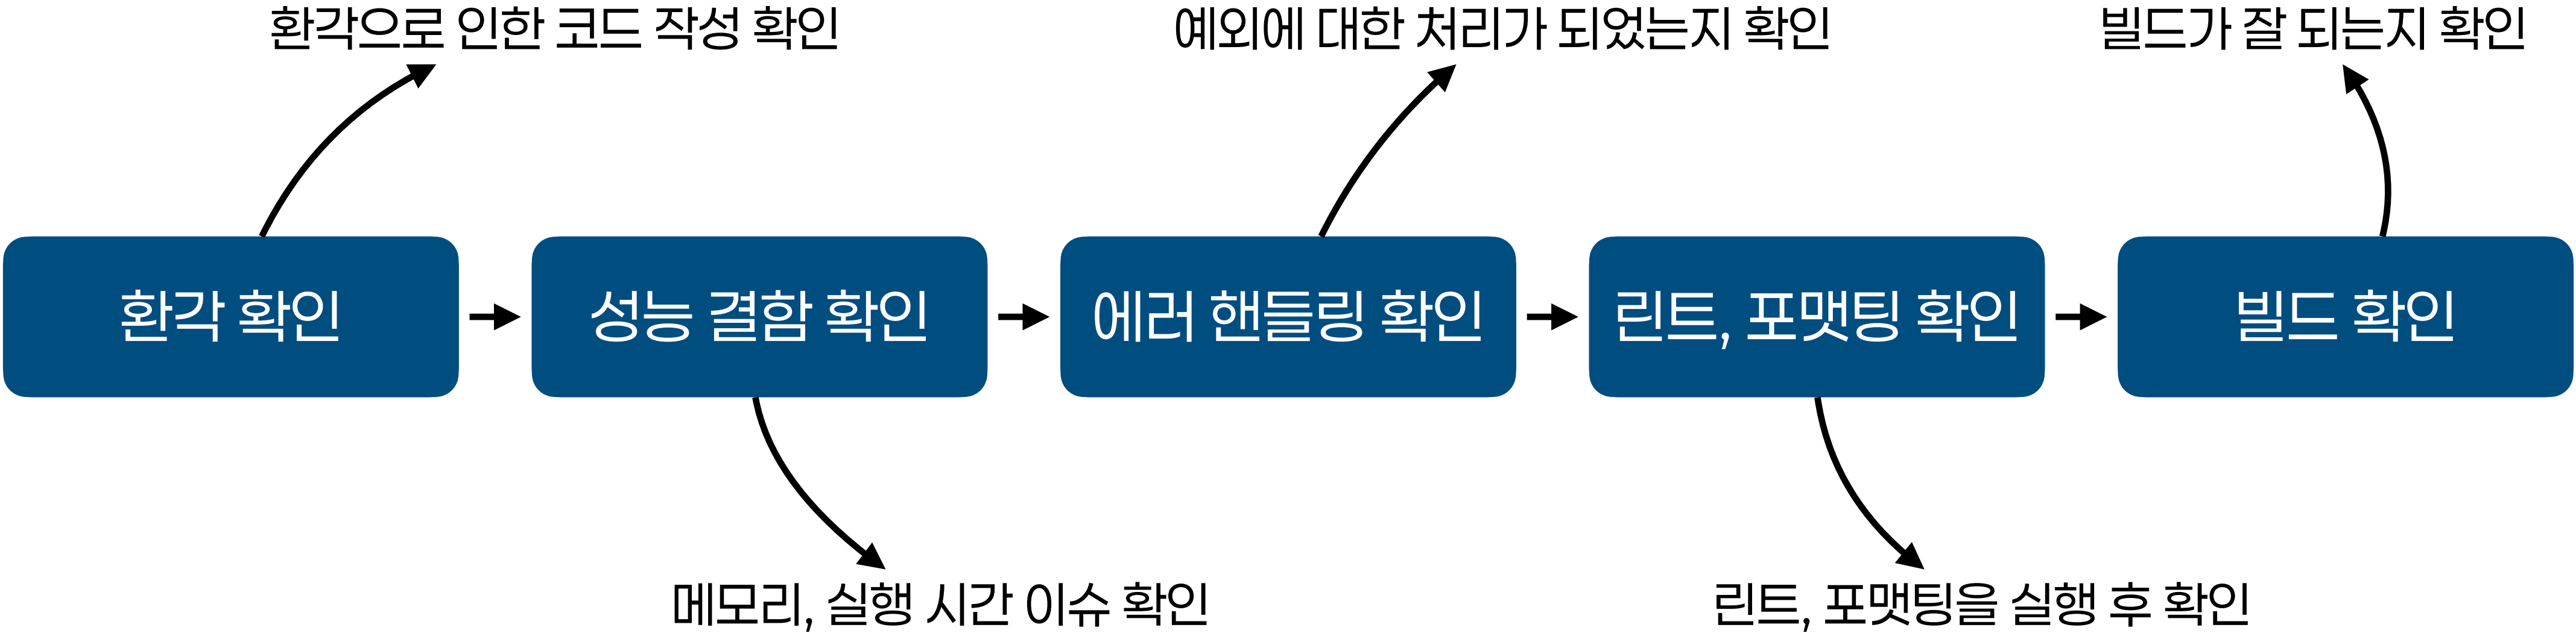 환각으로 인한 코드 작성 확인
예외에 대한 처리가 되었는지 확인
빌드가 잘 되는지 확인
환각 확인
성능 결함 확인
에러 핸들링 확인
린트, 포맷팅 확인
빌드 확인
메모리, 실행 시간 이슈 확인
린트, 포맷팅을 실행 후 확인